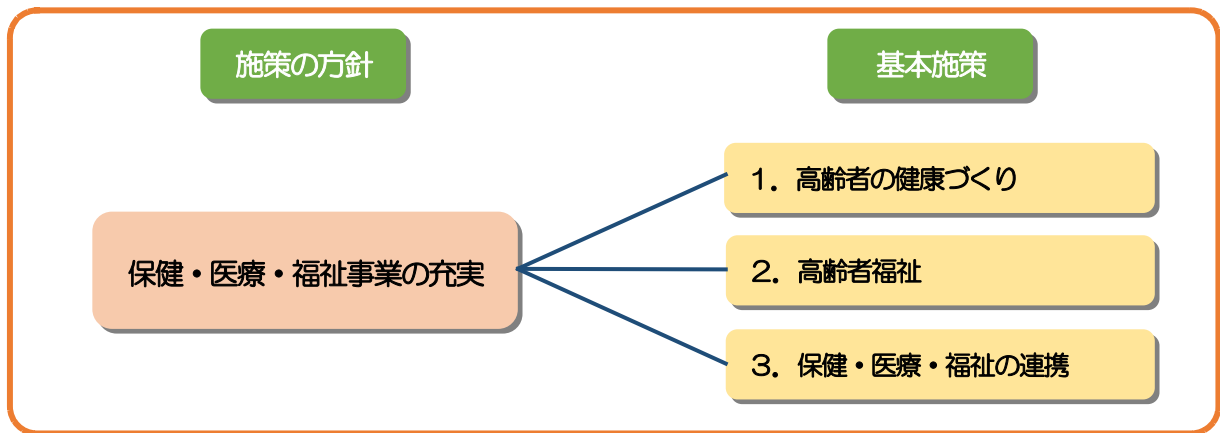 施策の方針
基本施策
保健・医療・福祉事業の充実
１．高齢者の健康づくり
２．高齢者福祉
３．保健・医療・福祉の連携